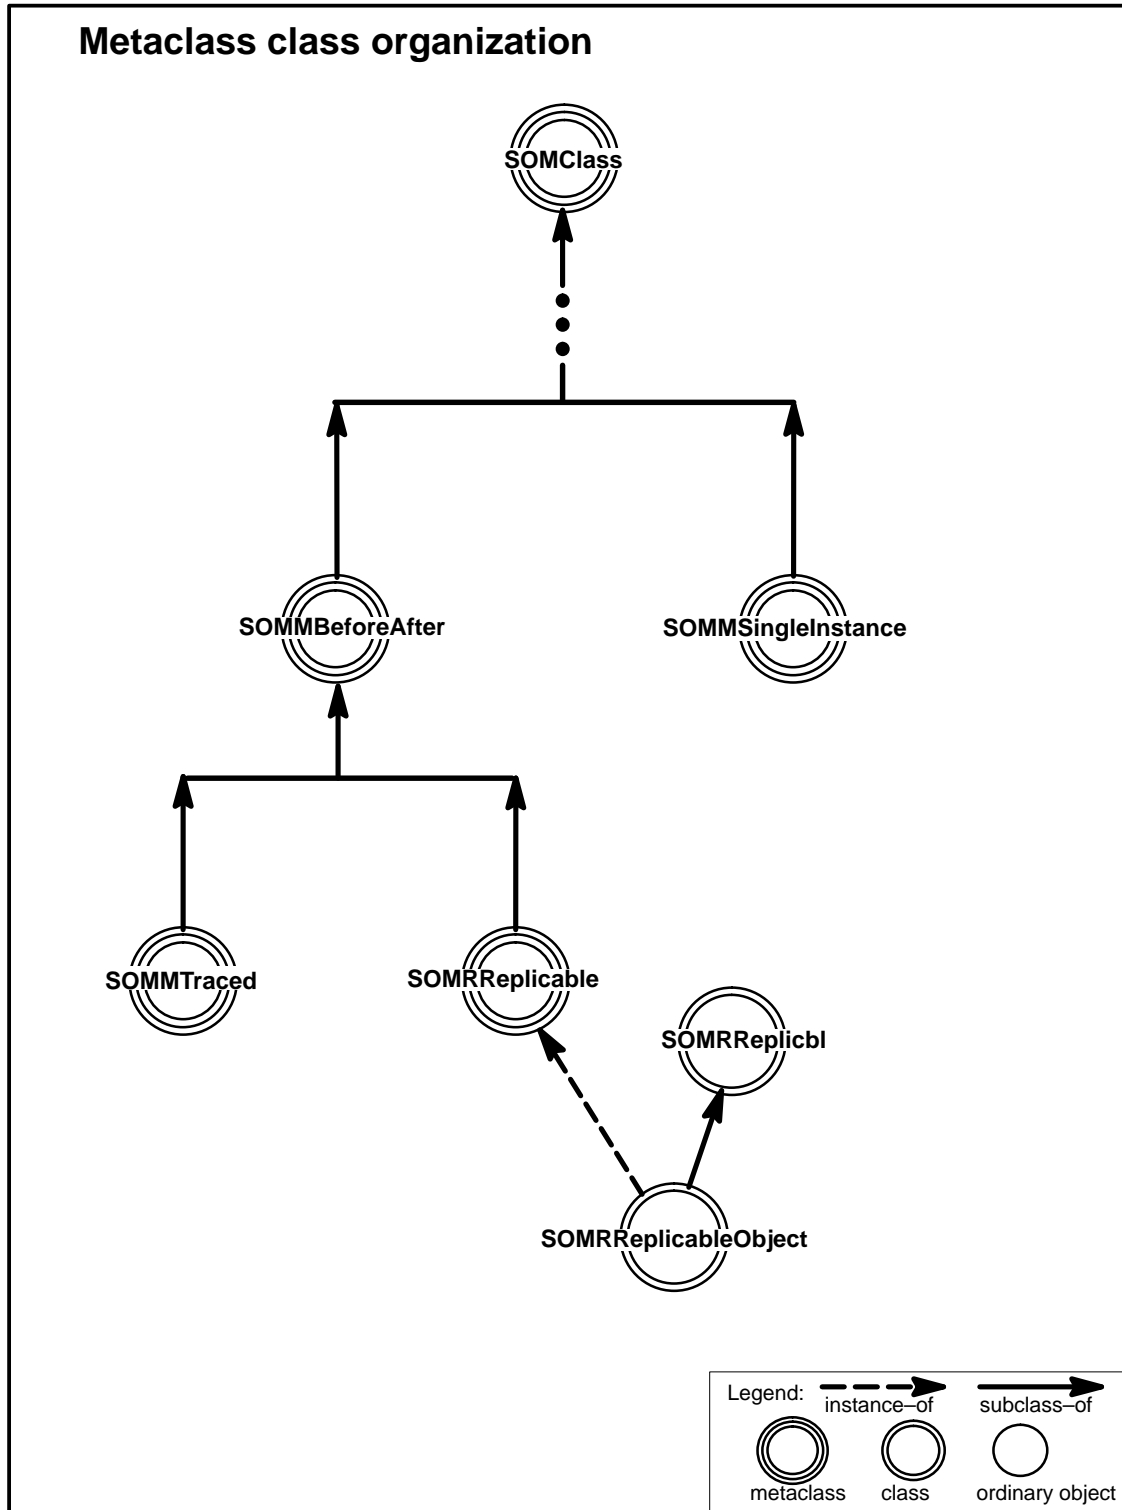 Metaclass class organization
SOMClass
SOMMBeforeAfter
SOMMSingleInstance
SOMMTraced
SOMRReplicable
SOMRReplicbl
SOMRReplicableObject
Legend:
instance–of
subclass–of
metaclass
class
ordinary object